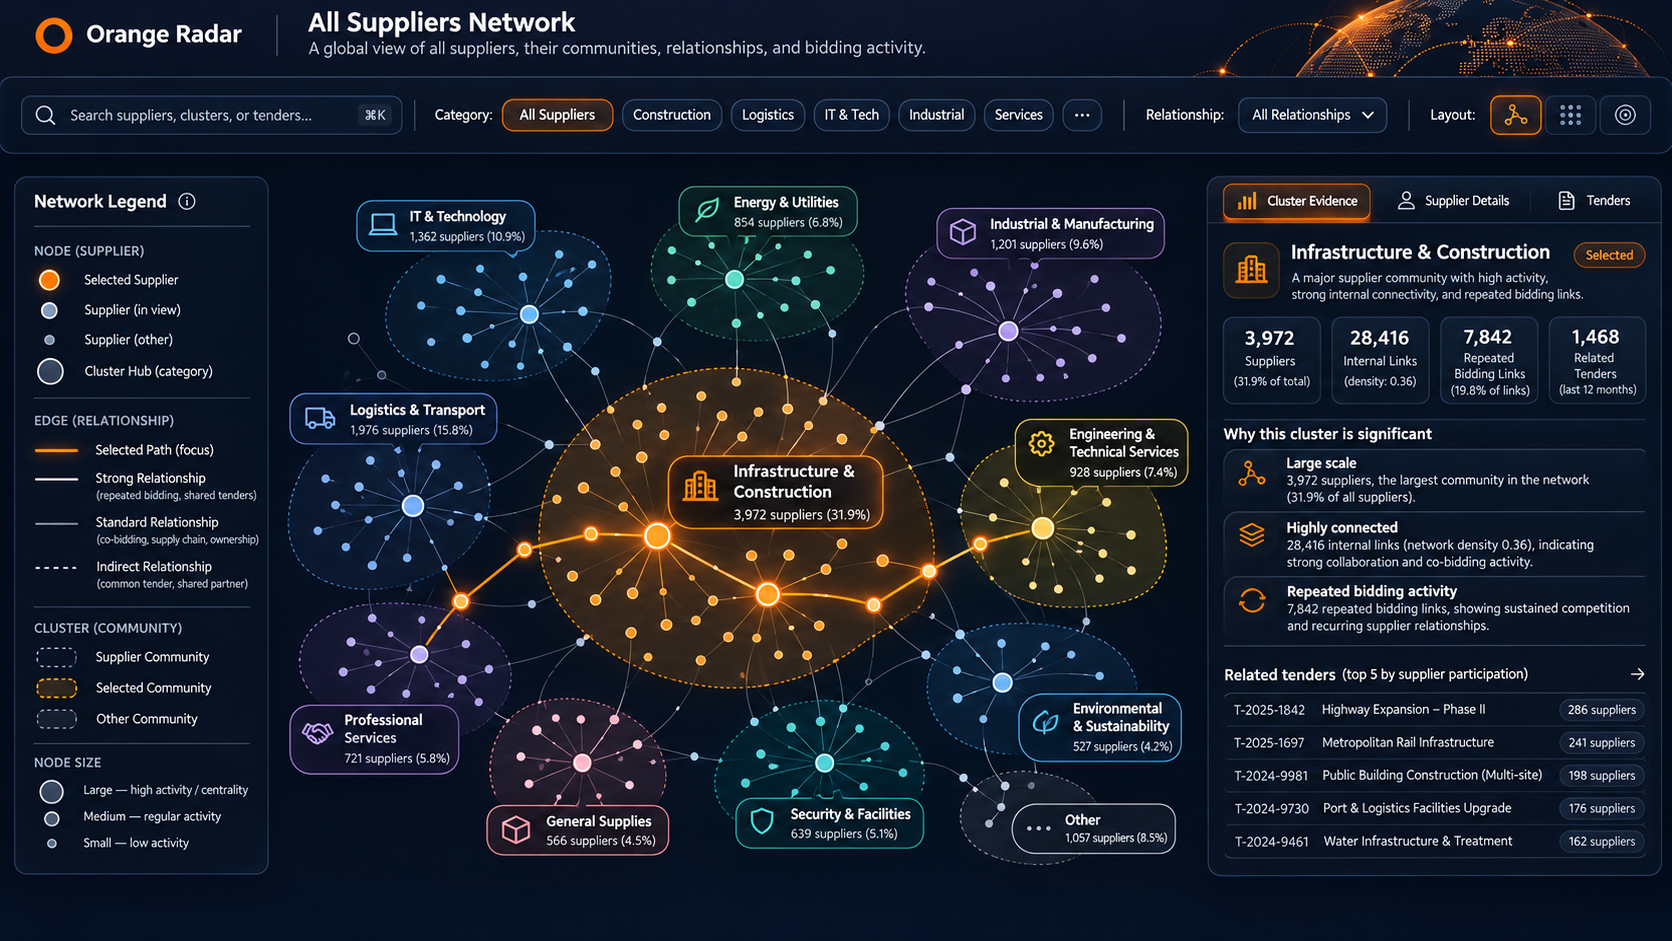 Orange Radar
All Suppliers Network
A global view of all suppliers, their communities, relationships, and bidding activity.
Search suppliers, clusters, or tenders...
⌘K
Category:
All Suppliers
Construction
Logistics
IT & Tech
Industrial
Services
...
Relationship:
All Relationships
Layout:
Network Legend
NODE (SUPPLIER)
Selected Supplier
Supplier (in view)
Supplier (other)
Cluster Hub (category)
EDGE (RELATIONSHIP)
Selected Path (focus)
Strong Relationship
(repeated bidding, shared tenders)
Standard Relationship
(co-bidding, supply chain, ownership)
Indirect Relationship
(common tender, shared partner)
CLUSTER (COMMUNITY)
Supplier Community
Selected Community
Other Community
NODE SIZE
Large — high activity / centrality
Medium — regular activity
Small — low activity
IT & Technology
1,362 suppliers (10.9%)
Energy & Utilities
854 suppliers (6.8%)
Industrial & Manufacturing
1,201 suppliers (9.6%)
Logistics & Transport
1,976 suppliers (15.8%)
Engineering &
Technical Services
928 suppliers (7.4%)
Infrastructure &
Construction
3,972 suppliers (31.9%)
Professional
Services
721 suppliers (5.8%)
Environmental
& Sustainability
527 suppliers (4.2%)
General Supplies
566 suppliers (4.5%)
Security & Facilities
639 suppliers (5.1%)
Other
1,057 suppliers (8.5%)
Cluster Evidence
Supplier Details
Tenders
Infrastructure & Construction
Selected
A major supplier community with high activity,
strong internal connectivity, and repeated bidding links.
3,972
Suppliers
(31.9% of total)
28,416
Internal Links
(density: 0.36)
7,842
Repeated
Bidding Links
(19.8% of links)
1,468
Related
Tenders
(last 12 months)
Why this cluster is significant
Large scale
3,972 suppliers, the largest community in the network
(31.9% of all suppliers).
Highly connected
28,416 internal links (network density 0.36), indicating
strong collaboration and co-bidding activity.
Repeated bidding activity
7,842 repeated bidding links, showing sustained competition
and recurring supplier relationships.
Related tenders (top 5 by supplier participation)
T-2025-1842 Highway Expansion – Phase II 286 suppliers
T-2025-1697 Metropolitan Rail Infrastructure 241 suppliers
T-2024-9981 Public Building Construction (Multi-site) 198 suppliers
T-2024-9730 Port & Logistics Facilities Upgrade 176 suppliers
T-2024-9461 Water Infrastructure & Treatment 162 suppliers